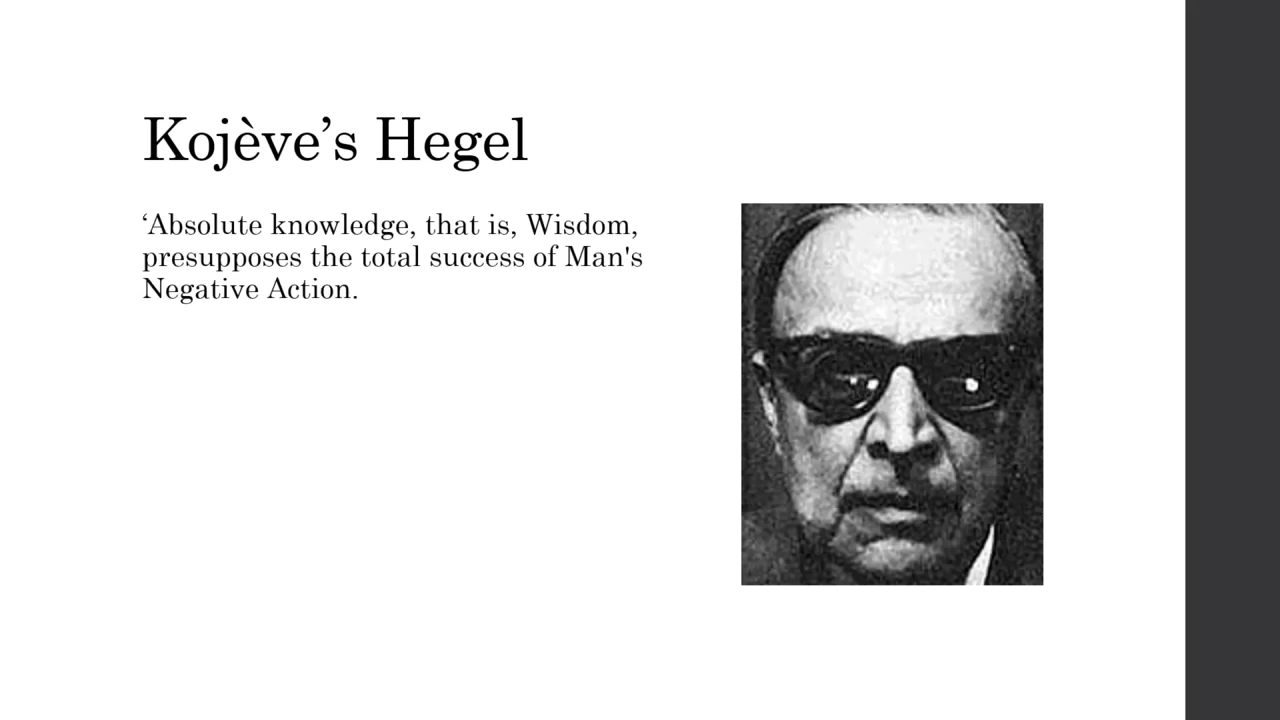 Kojève’s Hegel
‘Absolute knowledge, that is, Wisdom,
presupposes the total success of Man's
Negative Action.